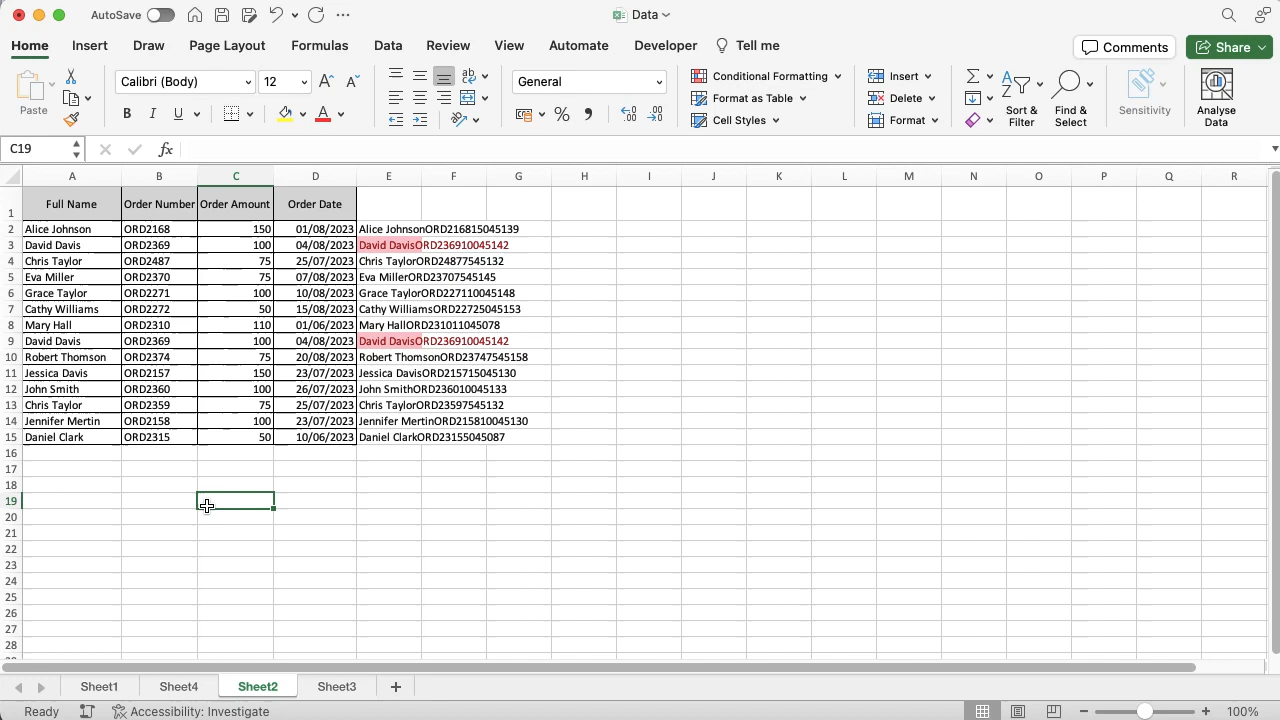 AutoSave
Data
Home Insert Draw Page Layout Formulas Data Review View Automate Developer Tell me
Comments Share
Paste
Calibri (Body) 12
B I U A A A
ab
General
% 9
Conditional Formatting
Format as Table
Cell Styles
Insert
Delete
Format
Sort & Filter
Find & Select
Sensitivity
Analyse Data
C19 fx
A B C D E F G H I J K L M N O P Q R
1 Full Name Order Number Order Amount Order Date
2 Alice Johnson ORD2168 150 01/08/2023 Alice JohnsonORD216815045139
3 David Davis ORD2369 100 04/08/2023 David DavisORD236910045142
4 Chris Taylor ORD2487 75 25/07/2023 Chris TaylorORD24877545132
5 Eva Miller ORD2370 75 07/08/2023 Eva MillerORD23707545145
6 Grace Taylor ORD2271 100 10/08/2023 Grace TaylorORD227110045148
7 Cathy Williams ORD2272 50 15/08/2023 Cathy WilliamsORD22725045153
8 Mary Hall ORD2310 110 01/06/2023 Mary HallORD231011045078
9 David Davis ORD2369 100 04/08/2023 David DavisORD236910045142
10 Robert Thomson ORD2374 75 20/08/2023 Robert ThomsonORD23747545158
11 Jessica Davis ORD2157 150 23/07/2023 Jessica DavisORD215715045130
12 John Smith ORD2360 100 26/07/2023 John SmithORD236010045133
13 Chris Taylor ORD2359 75 25/07/2023 Chris TaylorORD23597545132
14 Jennifer Mertin ORD2158 100 23/07/2023 Jennifer MertinORD215810045130
15 Daniel Clark ORD2315 50 10/06/2023 Daniel ClarkORD23155045087
16
17
18
19
20
21
22
23
24
25
26
27
28
Sheet1 Sheet4 Sheet2 Sheet3 +
Ready Accessibility: Investigate 100%